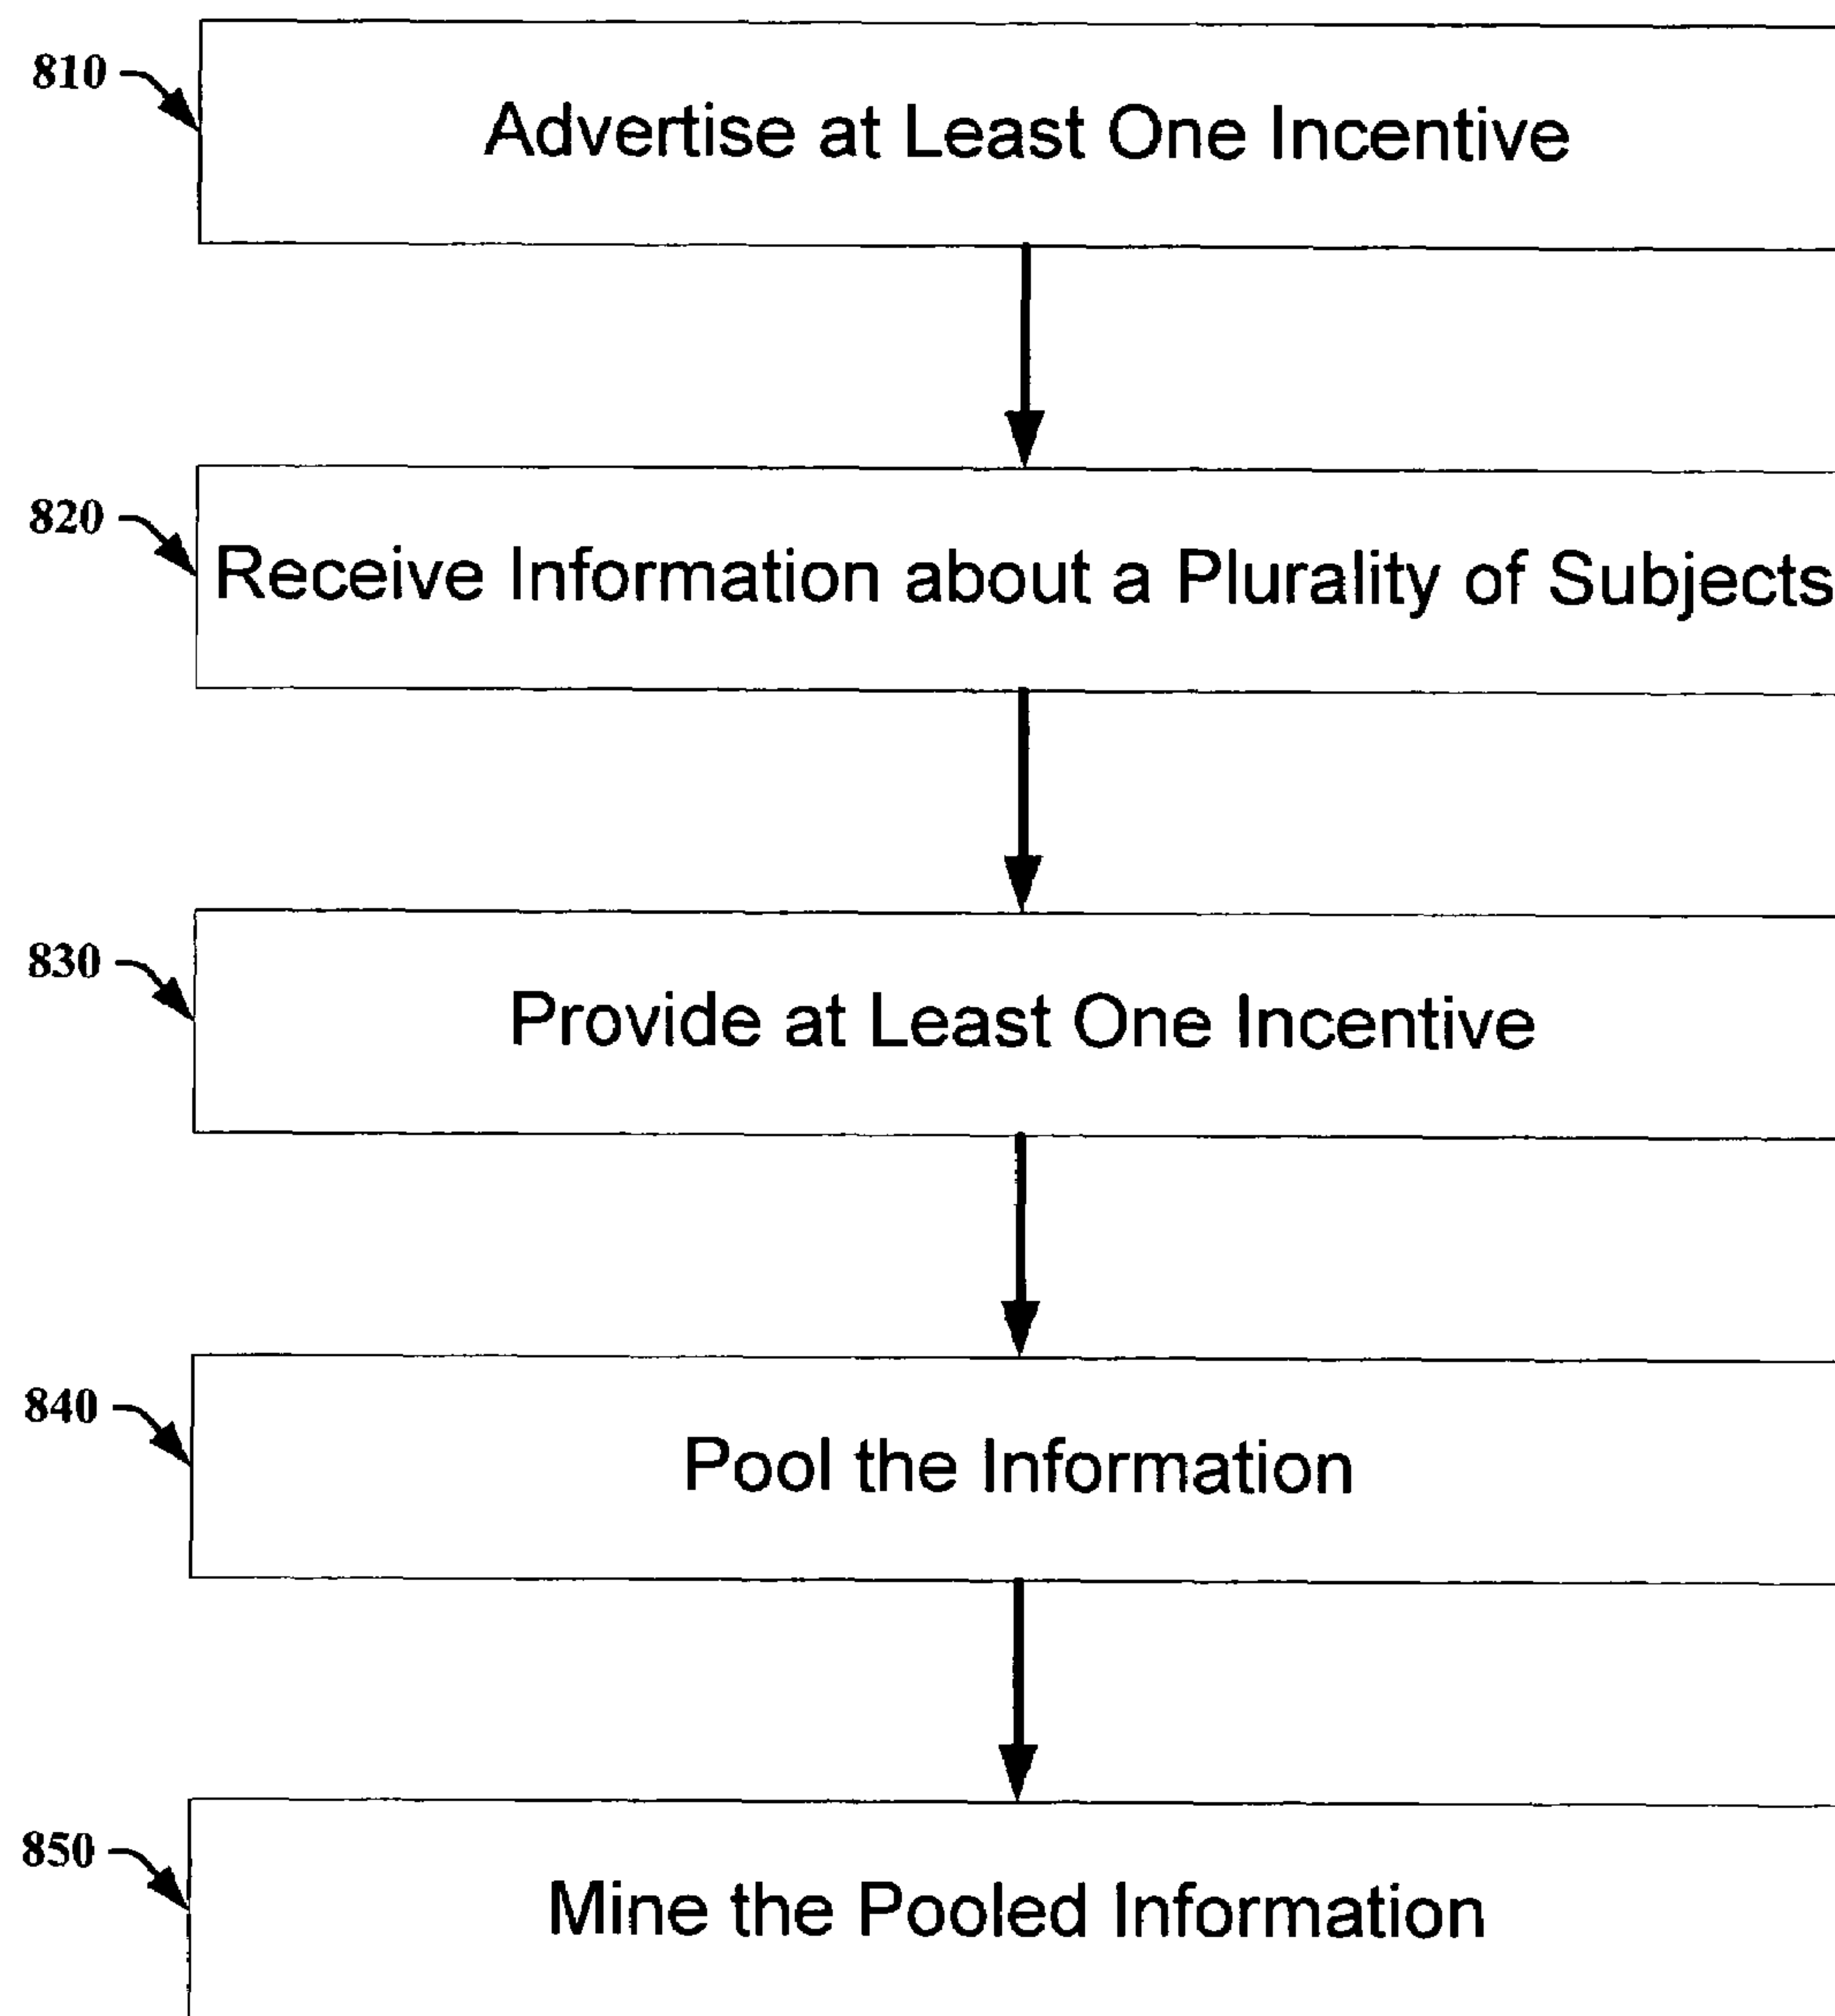 810
Advertise at Least One Incentive
820
Receive Information about a Plurality of Subjects
830
Provide at Least One Incentive
840
Pool the Information
850
Mine the Pooled Information